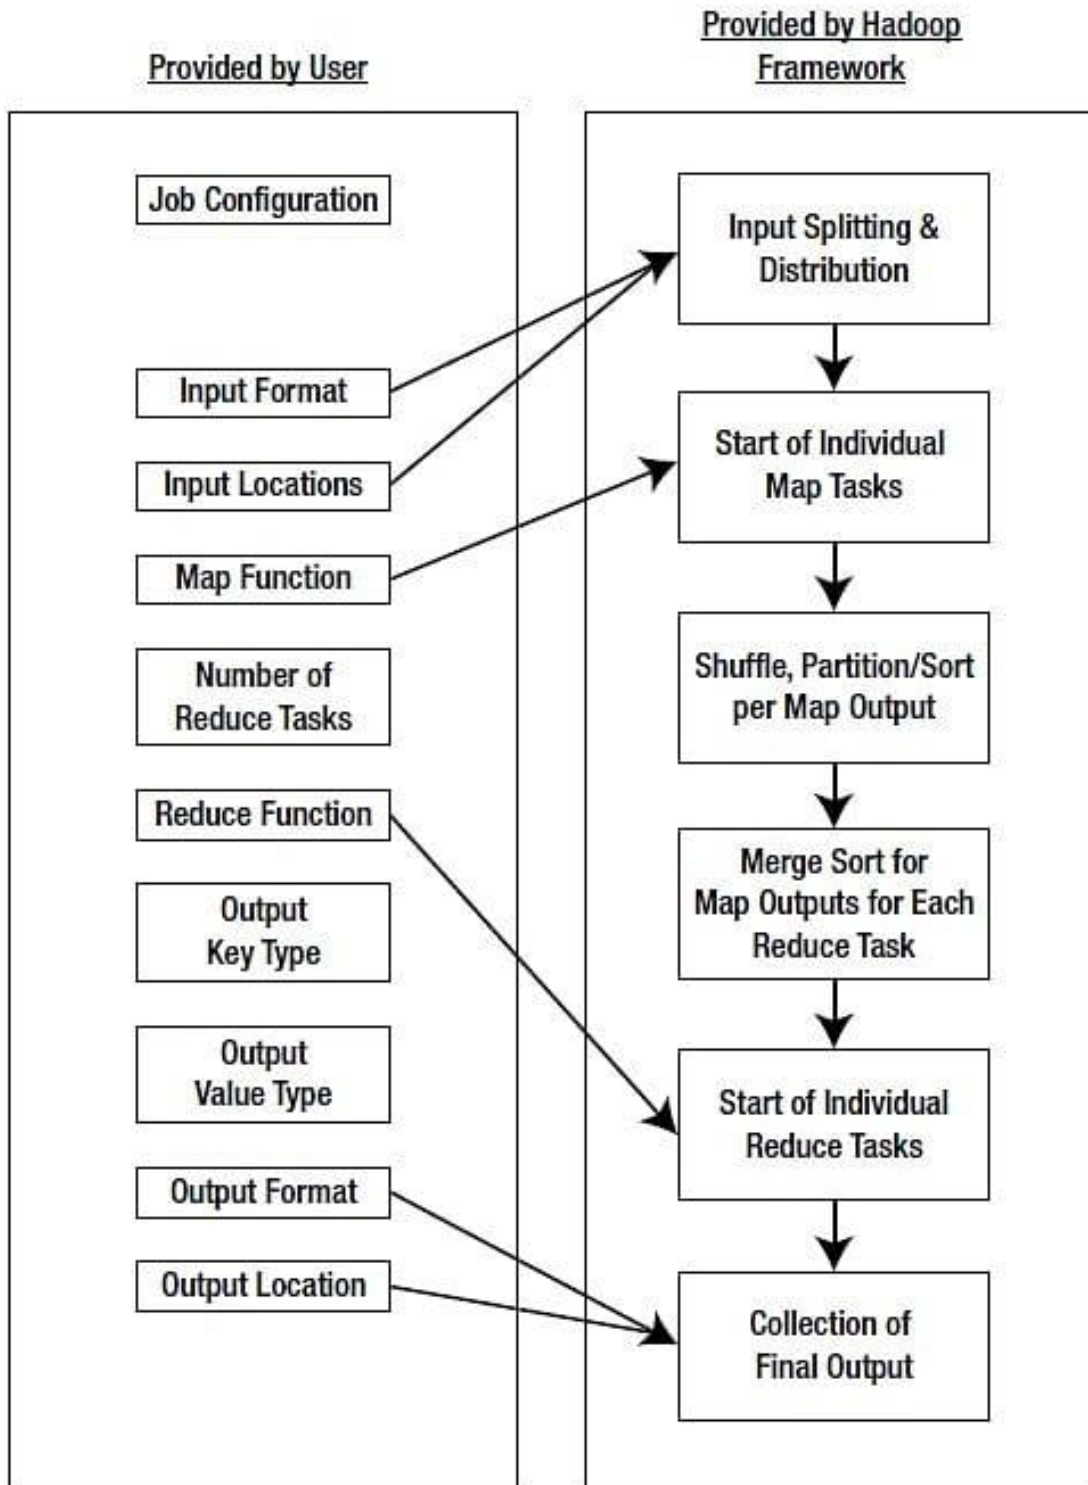 Provided by User
Job Configuration
Input Format
Input Locations
Map Function
Number of
Reduce Tasks
Reduce Function
Output
Key Type
Output
Value Type
Output Format
Output Location
Provided by Hadoop
Framework
Input Splitting &
Distribution
Start of Individual
Map Tasks
Shuffle, Partition/Sort
per Map Output
Merge Sort for
Map Outputs for Each
Reduce Task
Start of Individual
Reduce Tasks
Collection of
Final Output